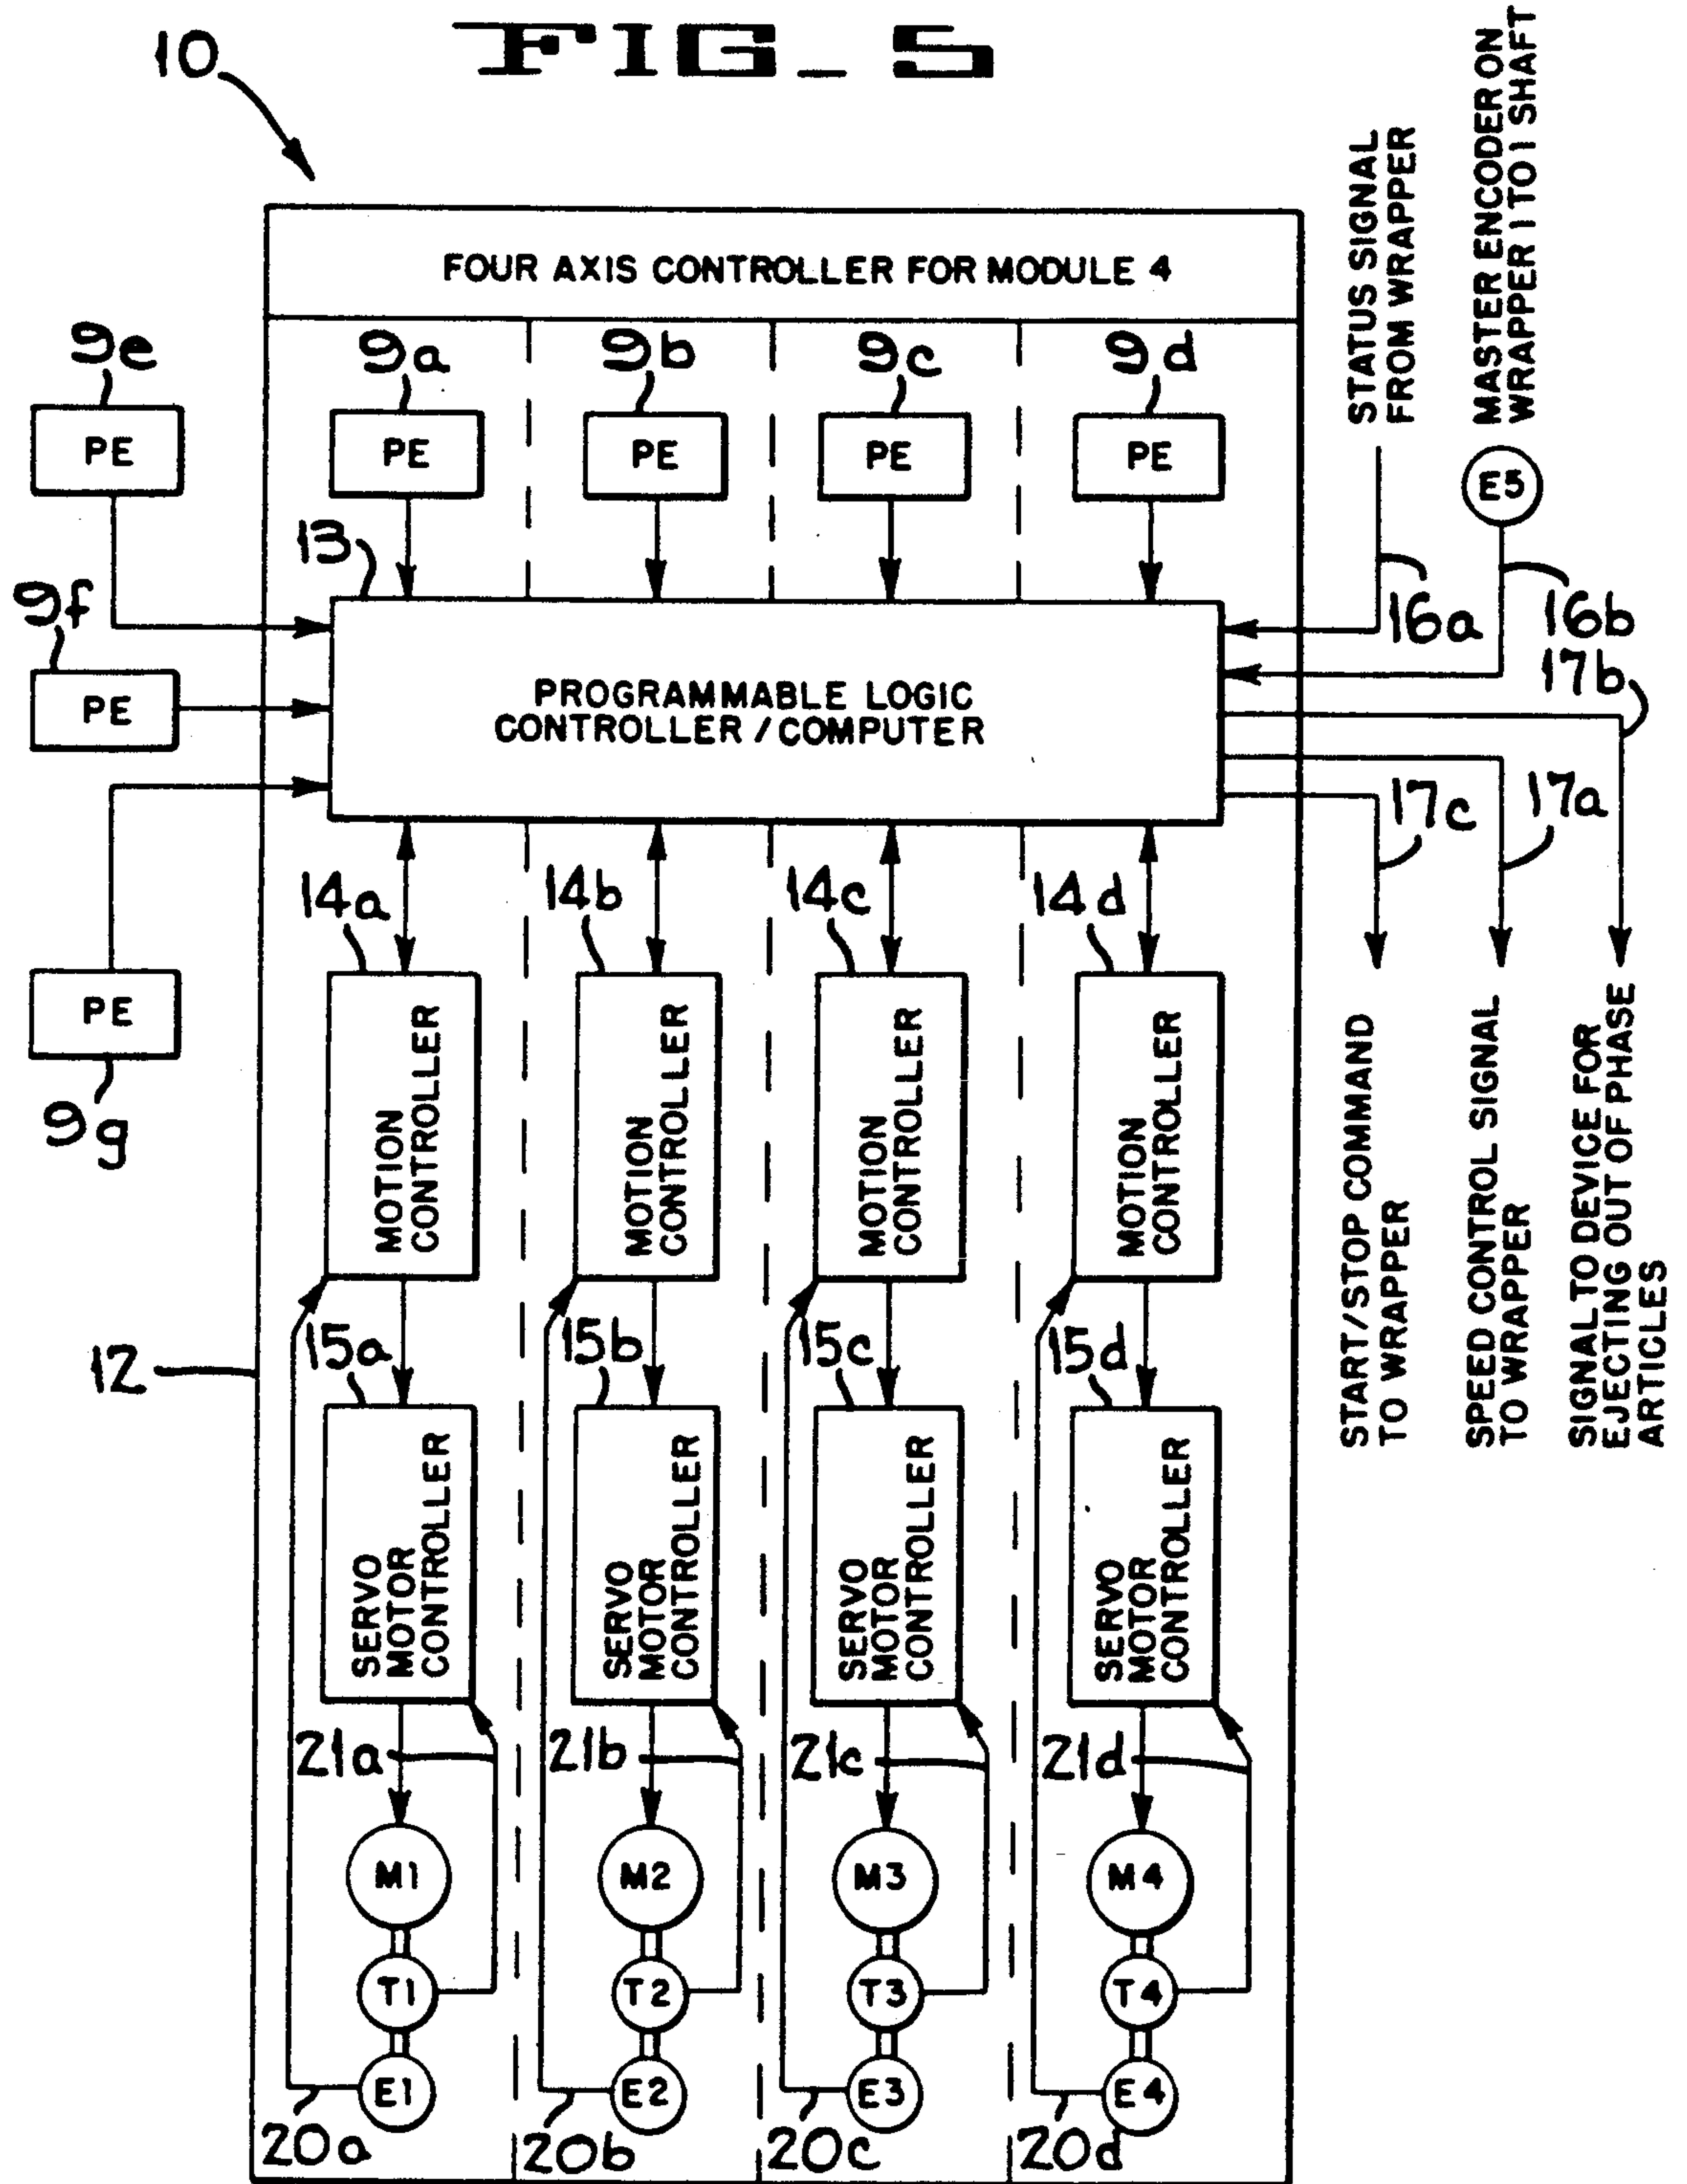 FIG_5
10
STATUS SIGNAL
FROM WRAPPER
MASTER ENCODER ON
WRAPPER 1 TO 1 SHAFT
FOUR AXIS CONTROLLER FOR MODULE 4
9e
9a
9b
9c
9d
PE
PE
PE
PE
PE
E5
13
9f
16a
16b
17b
PE
PROGRAMMABLE LOGIC
CONTROLLER / COMPUTER
17c
17a
14a
14b
14c
14d
PE
9g
MOTION
CONTROLLER
MOTION
CONTROLLER
MOTION
CONTROLLER
MOTION
CONTROLLER
START/STOP COMMAND
TO WRAPPER
SPEED CONTROL SIGNAL
TO WRAPPER
SIGNAL TO DEVICE FOR
EJECTING OUT OF PHASE
ARTICLES
12
15a
15b
15c
15d
SERVO
MOTOR
CONTROLLER
SERVO
MOTOR
CONTROLLER
SERVO
MOTOR
CONTROLLER
SERVO
MOTOR
CONTROLLER
21a
21b
21c
21d
M1
M2
M3
M4
T1
T2
T3
T4
E1
E2
E3
E4
20a
20b
20c
20d